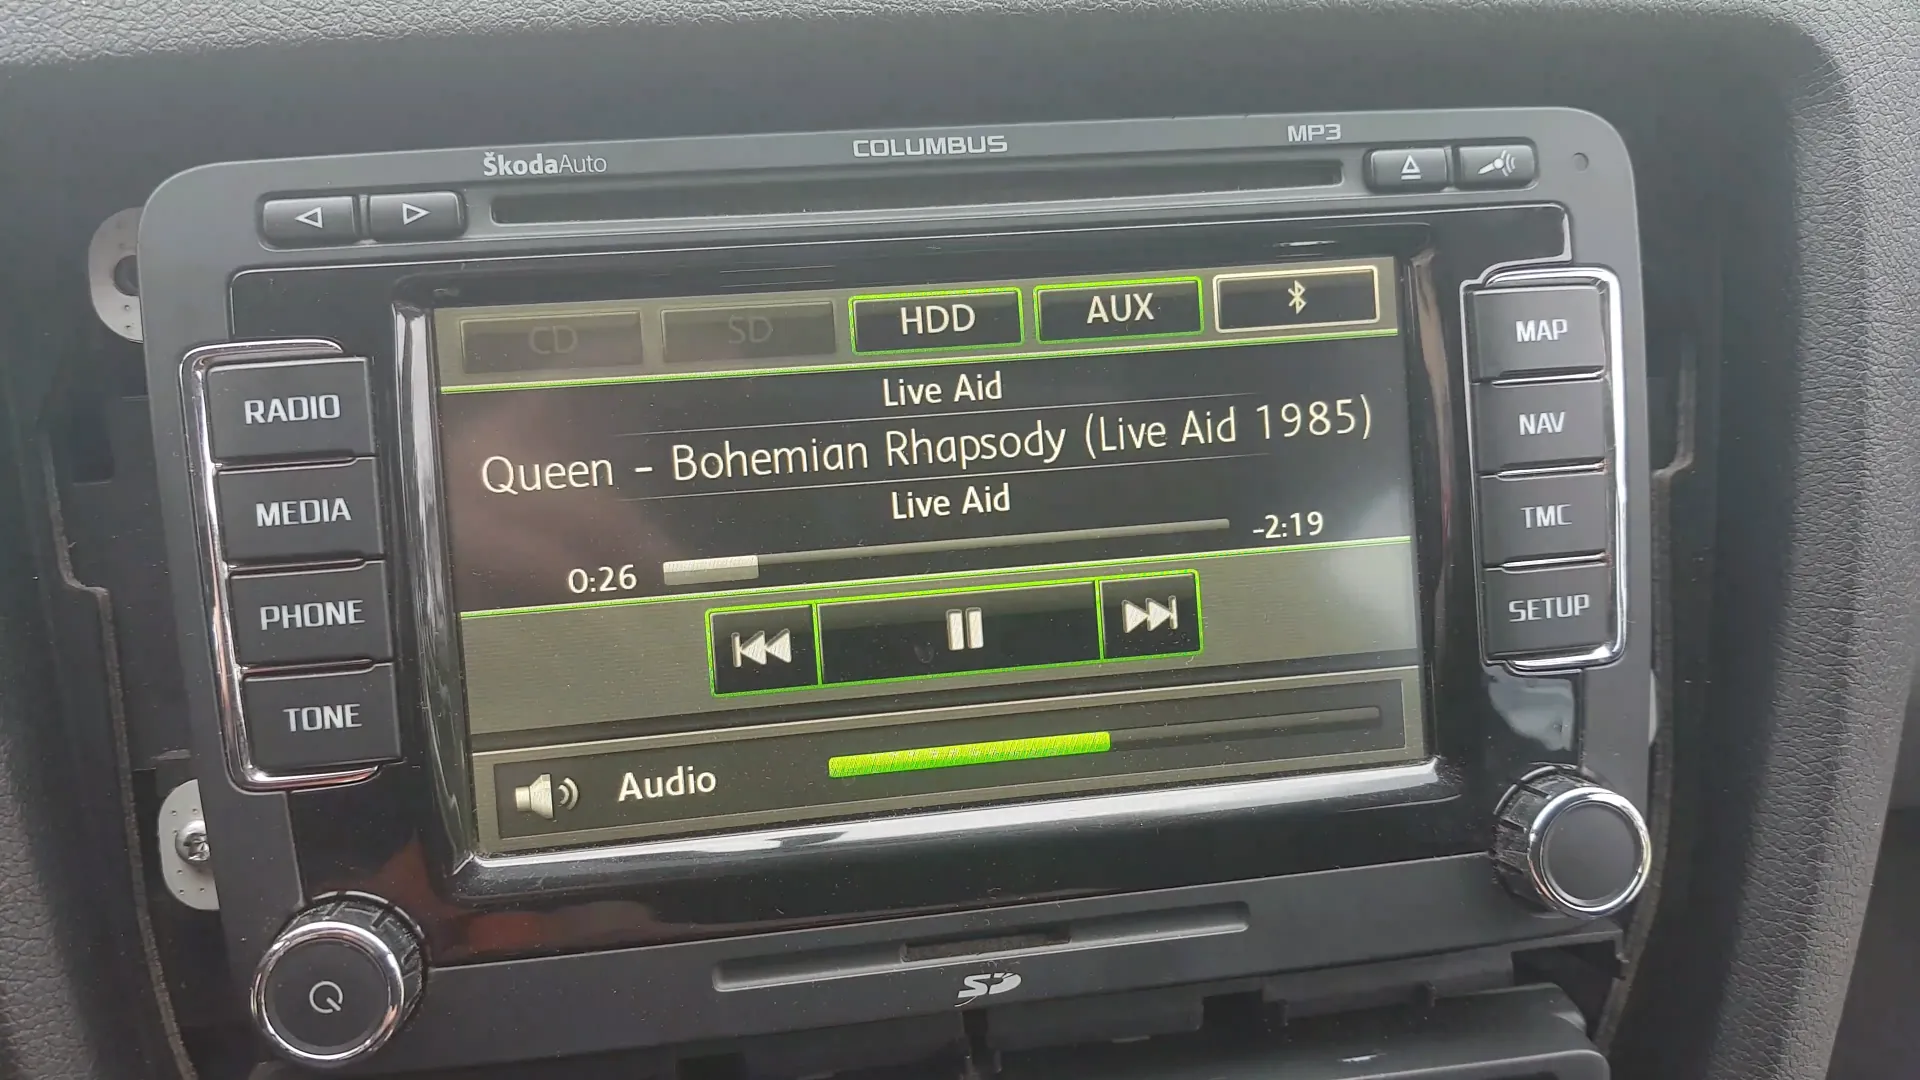 ŠkodaAuto
COLUMBUS
MP3
CD
SD
HDD
AUX
RADIO
MEDIA
PHONE
TONE
Live Aid
Queen - Bohemian Rhapsody (Live Aid 1985)
Live Aid
0:26
-2:19
Audio
MAP
NAV
TMC
SETUP
SD